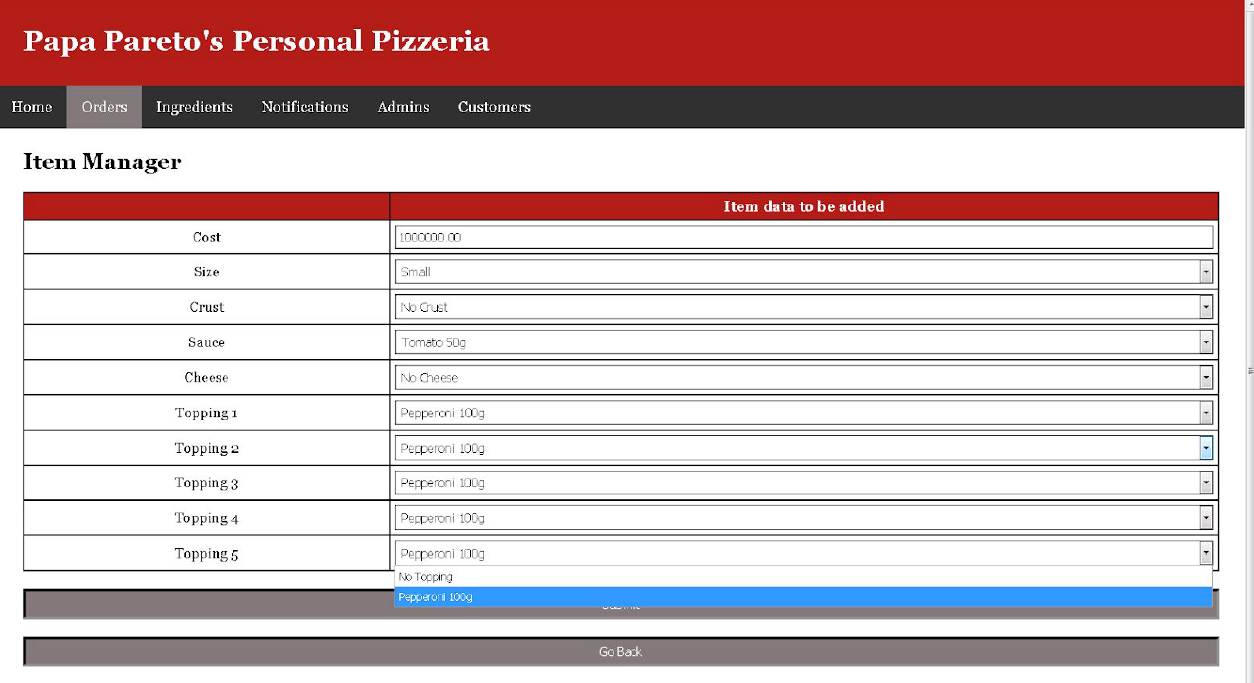 Papa Pareto's Personal Pizzeria
Home Orders Ingredients Notifications Admins Customers
Item Manager
Item data to be added
Cost 1000000.00
Size Small
Crust No Crust
Sauce Tomato 50g
Cheese No Cheese
Topping 1 Pepperoni 100g
Topping 2 Pepperoni 100g
Topping 3 Pepperoni 100g
Topping 4 Pepperoni 100g
Topping 5 Pepperoni 100g
No Topping
Pepperoni 100g
Go Back